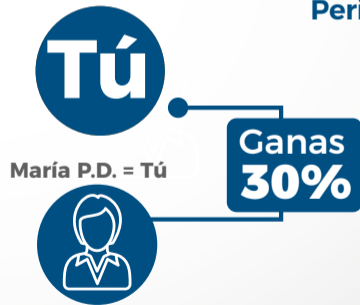 Peri
Tú
Ganas
30%
María P.D. = Tú